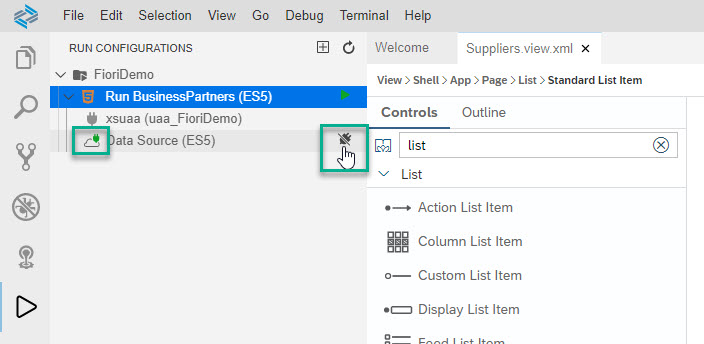 File Edit Selection View Go Debug Terminal Help
RUN CONFIGURATIONS
FioriDemo
Run BusinessPartners (ES5)
xsuaa (uaa_FioriDemo)
Data Source (ES5)
Welcome
Suppliers.view.xml
View > Shell > App > Page > List > Standard List Item
Controls Outline
list
List
Action List Item
Column List Item
Custom List Item
Display List Item
Feed List Item